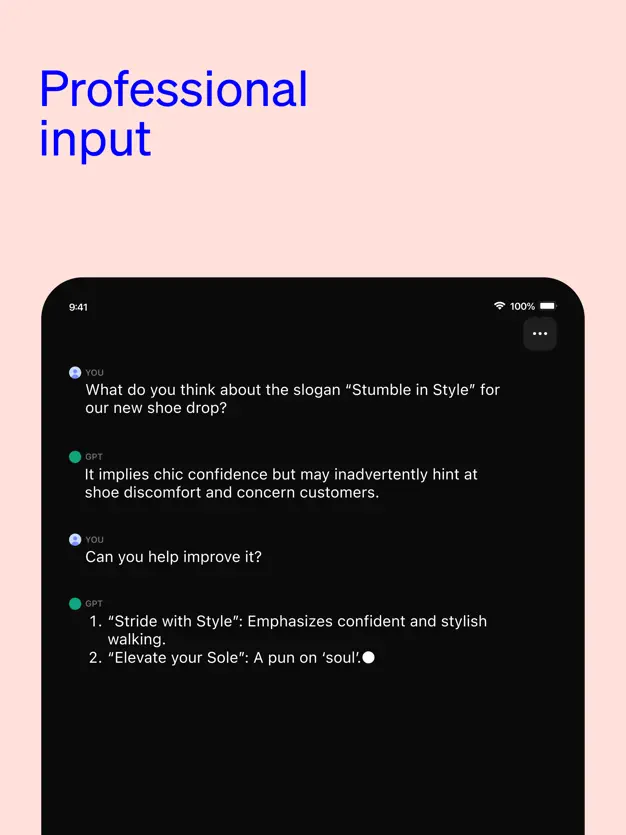 Professional
input
9:41
100%
YOU
What do you think about the slogan “Stumble in Style” for
our new shoe drop?
GPT
It implies chic confidence but may inadvertently hint at
shoe discomfort and concern customers.
YOU
Can you help improve it?
GPT
1. “Stride with Style”: Emphasizes confident and stylish
walking.
2. “Elevate your Sole”: A pun on ‘soul’.